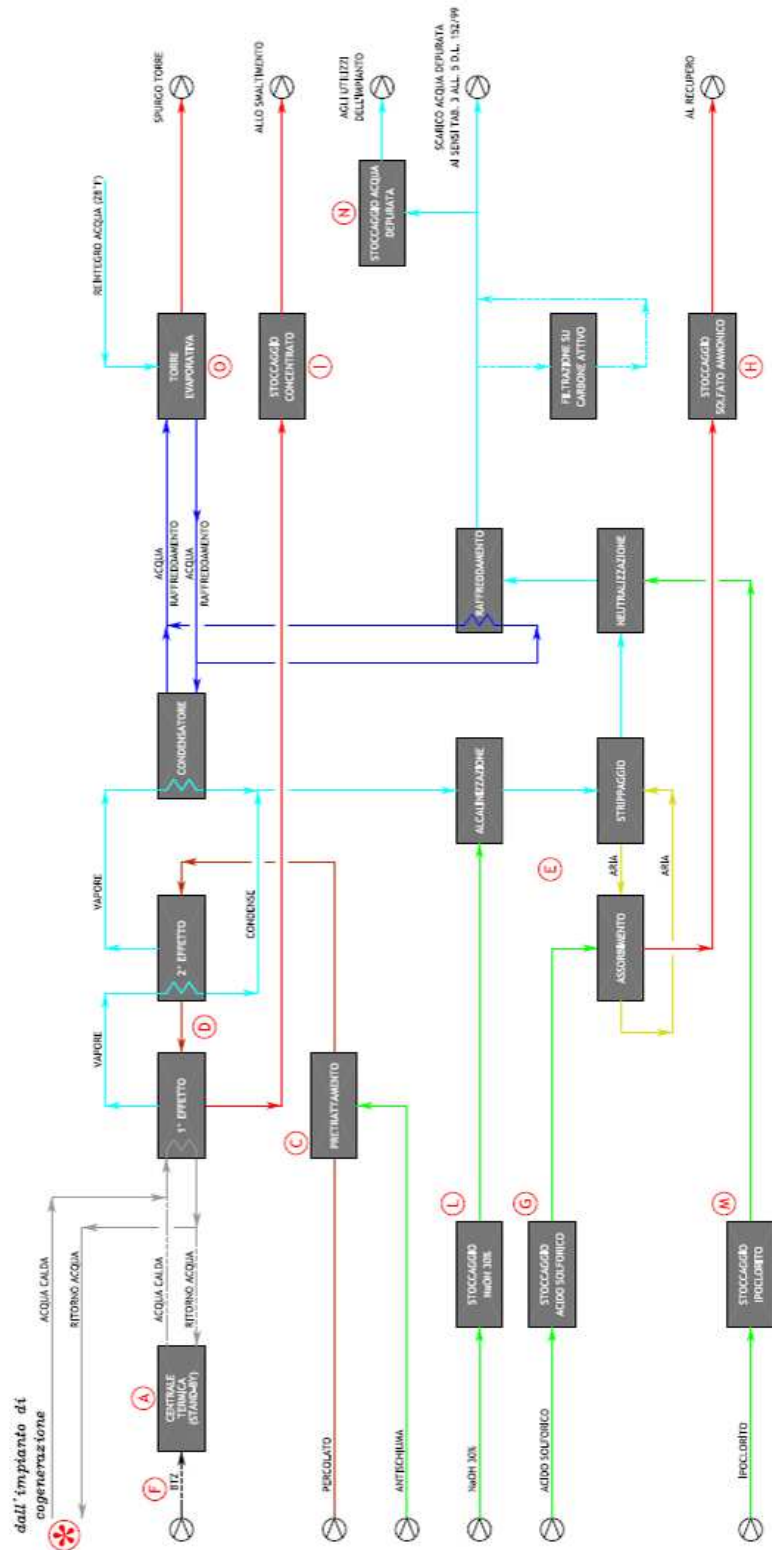 dall'impianto di
cogenerazione
ACQUA CALDA
RITORNO ACQUA
F
BTZ
A
CENTRALE
TERMICA
(STAND-BY)
ACQUA CALDA
RITORNO ACQUA
1° EFFETTO
VAPORE
D
2° EFFETTO
VAPORE
CONDENSE
CONDENSATORE
ACQUA
RAFFREDDAMENTO
ACQUA
RAFFREDDAMENTO
TORRE
EVAPORATIVA
O
REINTEGRO ACQUA (28°F)
SPURGO TORRE
STOCCAGGIO
CONCENTRATO
I
ALLO SMALTIMENTO
PERCOLATO
ANTISCHIUMA
C
PRETRATTAMENTO
N
STOCCAGGIO ACQUA
DEPURATA
AGLI UTILIZZI
DELL'IMPIANTO
NaOH 30%
L
STOCCAGGIO
NaOH 30%
ALCALINIZZAZIONE
RAFFREDDAMENTO
SCARICO ACQUA DEPURATA
AI SENSI TAB. 3 ALL. 5 D.L. 152/99
ACIDO SOLFORICO
G
STOCCAGGIO
ACIDO SOLFORICO
E
ASSORBIMENTO
ARIA
ARIA
STRIPPAGGIO
NEUTRALIZZAZIONE
FILTRAZIONE SU
CARBONE ATTIVO
STOCCAGGIO
SOLFATO AMMONICO
H
AL RECUPERO
IPOCLORITO
M
STOCCAGGIO
IPOCLORITO